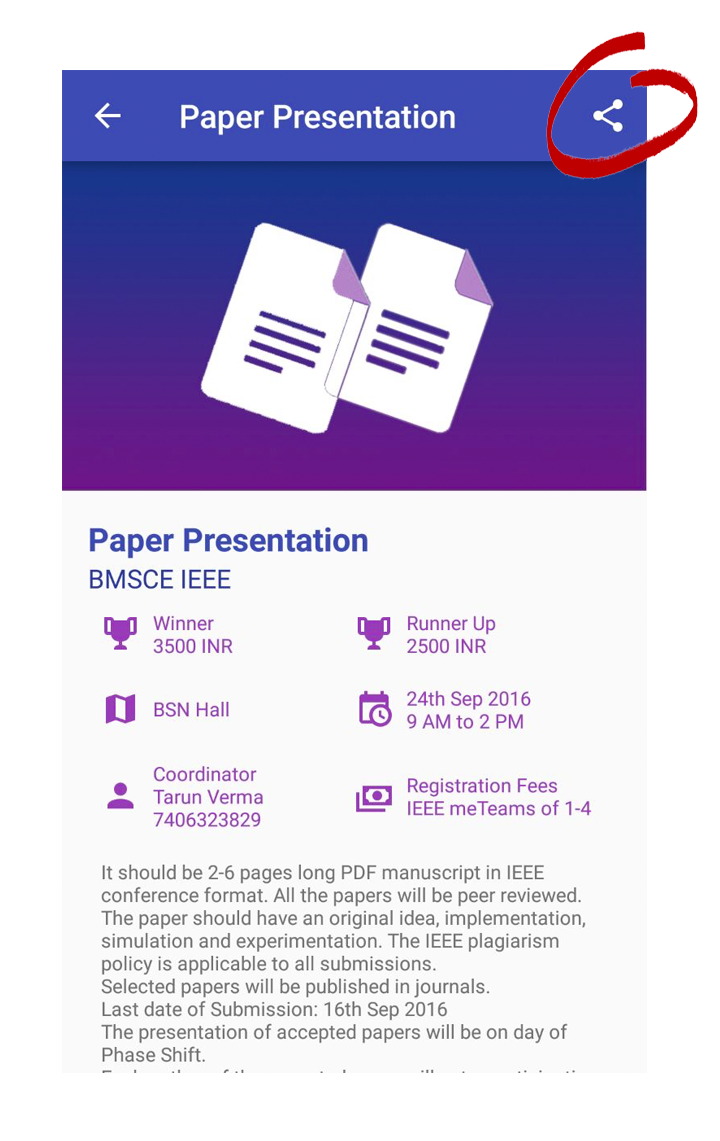 Paper Presentation
Paper Presentation
BMSCE IEEE
Winner
3500 INR
Runner Up
2500 INR
BSN Hall
24th Sep 2016
9 AM to 2 PM
Coordinator
Tarun Verma
7406323829
Registration Fees
IEEE meTeams of 1-4
It should be 2-6 pages long PDF manuscript in IEEE
conference format. All the papers will be peer reviewed.
The paper should have an original idea, implementation,
simulation and experimentation. The IEEE plagiarism
policy is applicable to all submissions.
Selected papers will be published in journals.
Last date of Submission: 16th Sep 2016
The presentation of accepted papers will be on day of
Phase Shift.